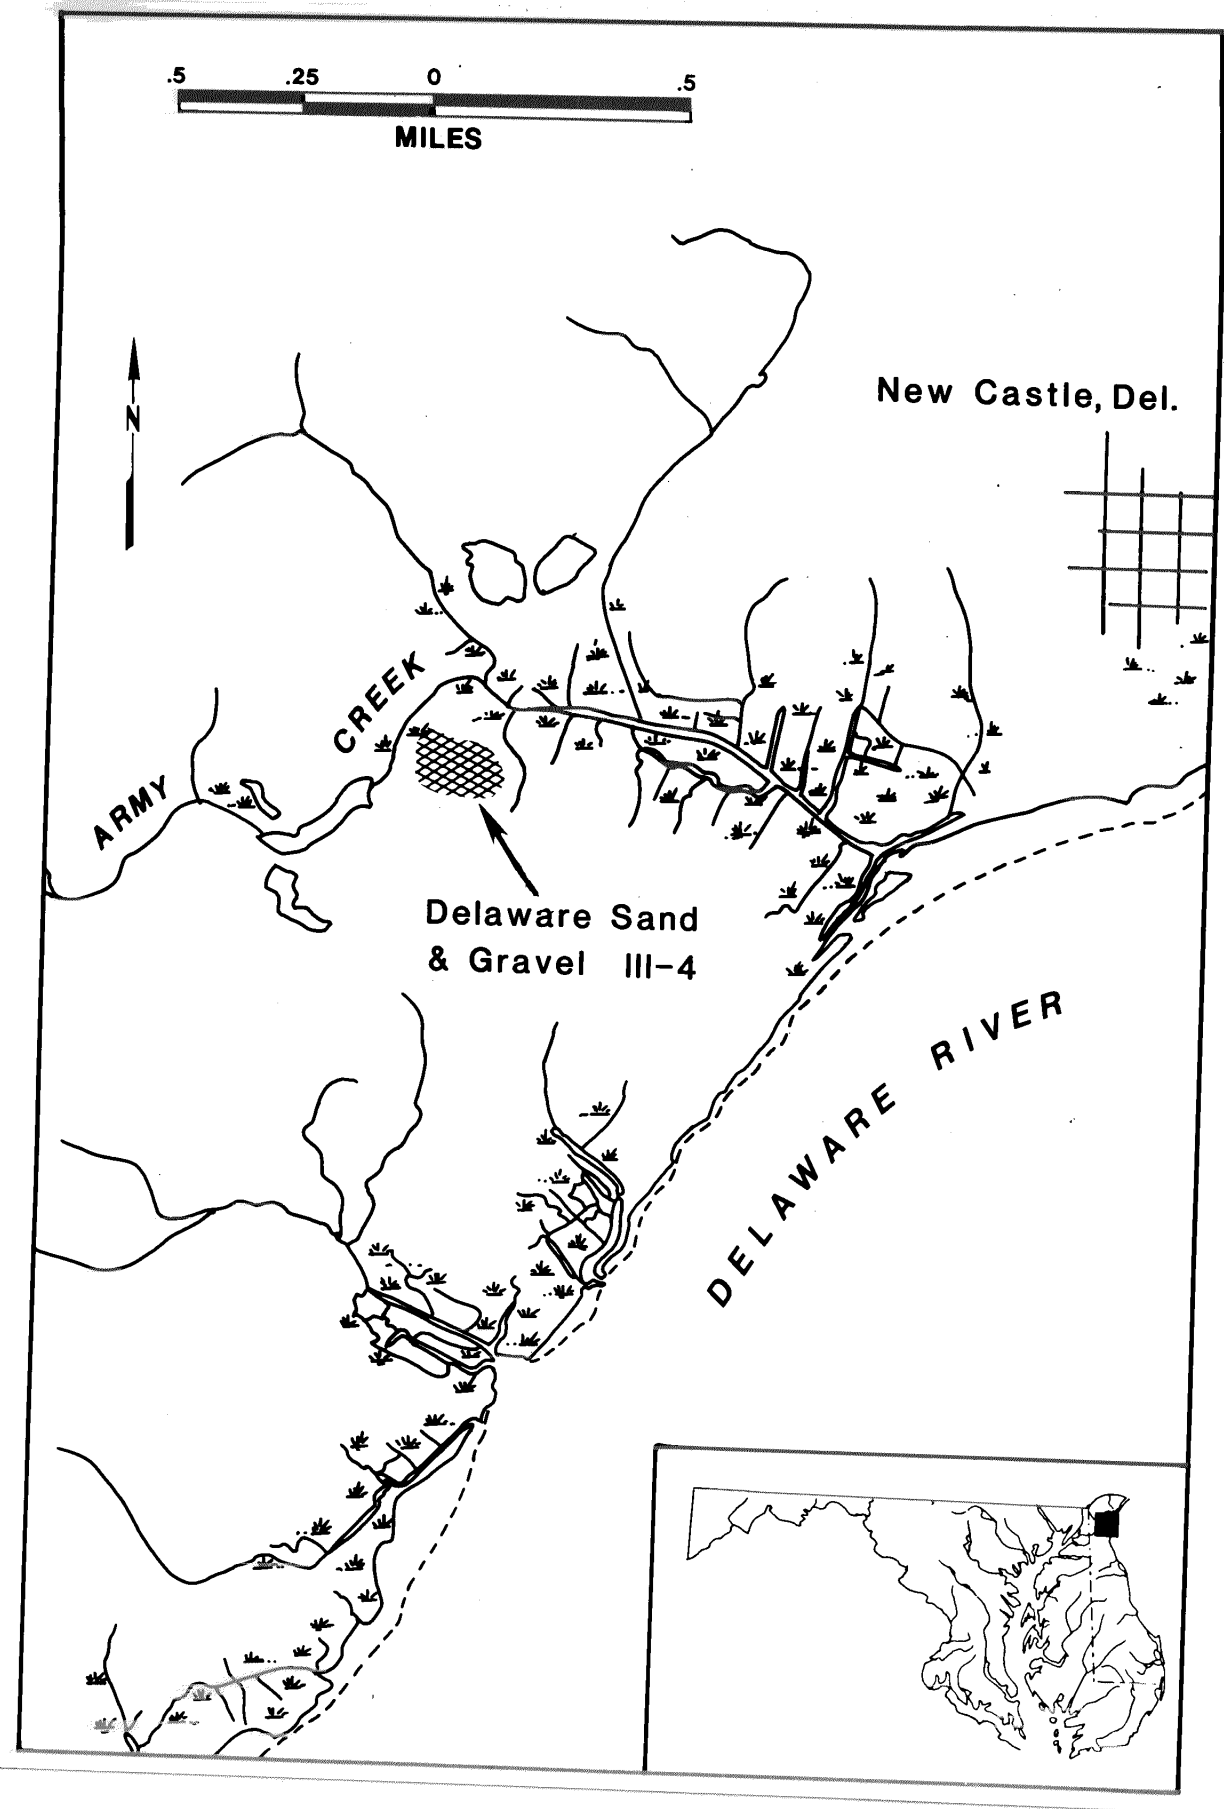 .5 .25 0 .5
MILES
N
New Castle, Del.
ARMY CREEK
Delaware Sand
& Gravel III-4
DELAWARE RIVER